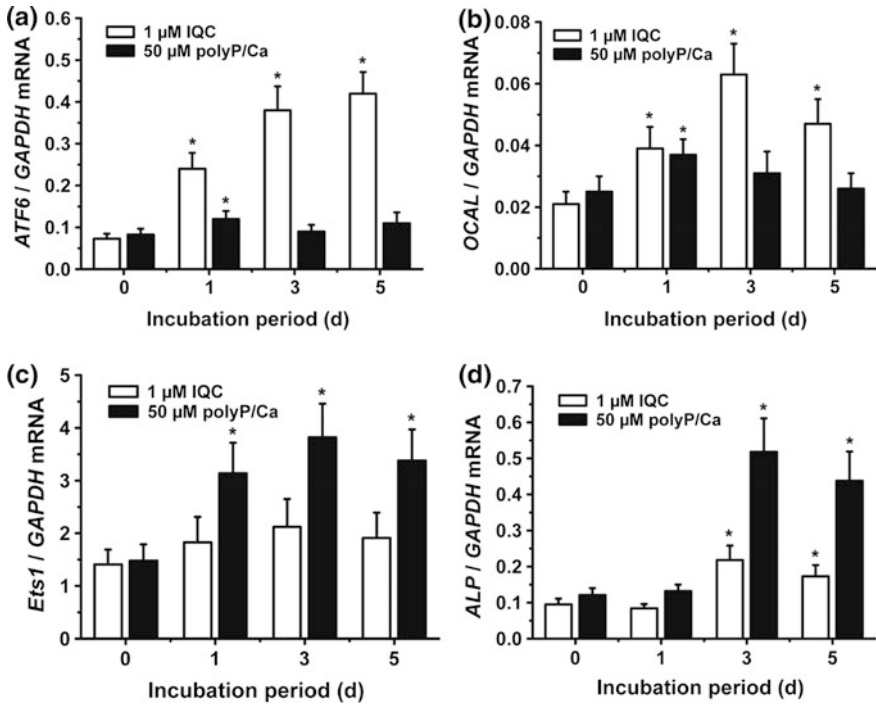 (a)
1 µM IQC
50 µM polyP/Ca
ATF6 / GAPDH mRNA
0.6
0.5
0.4
0.3
0.2
0.1
0.0
* * * *
0 1 3 5
Incubation period (d)
(b)
1 µM IQC
50 µM polyP/Ca
OCAL / GAPDH mRNA
0.08
0.06
0.04
0.02
0.00
* * * *
0 1 3 5
Incubation period (d)
(c)
1 µM IQC
50 µM polyP/Ca
Ets1 / GAPDH mRNA
5
4
3
2
1
0
* * *
0 1 3 5
Incubation period (d)
(d)
1 µM IQC
50 µM polyP/Ca
ALP / GAPDH mRNA
0.7
0.6
0.5
0.4
0.3
0.2
0.1
0.0
* * * *
0 1 3 5
Incubation period (d)